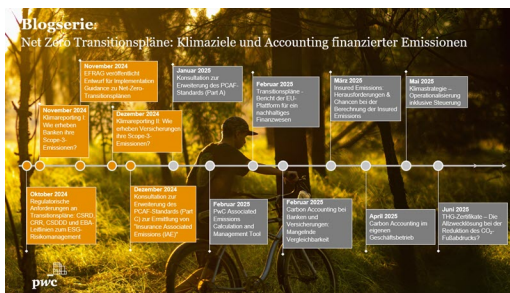 Blogserie:
Net Zero Transitionspläne: Klimaziele und Accounting finanzierter Emissionen
November 2024
EFRAG veröffentlicht
Entwurf für Implementation
Guidance zu Net-Zero-
Transitionsplänen
Januar 2025
Konsultation zur
Erweiterung des PCAF-
Standards (Part A)
Februar 2025
Transitionspläne -
bericht der EU-
Plattform für ein
nachhaltiges
Finanzwesen
März 2025
Insured Emissions
Herausforderungen &
Chancen bei der
Berechnung der Insured
Emissions
Mai 2025
Klimastrategie –
Operationalisierung
inklusive Steuerung
November 2024
Klimareporting I: Wie
erheben
Banken ihre
Scope-3-
Emissionen?
Dezember 2024
Klimareporting II: Wie
erheben Versicherungen
ihre Scope-3-
Emissionen?
Oktober 2024
Regulatorische
Anforderungen an
Transitionspläne: CSRD,
CRR, CSDDD und EBA-
Leitlinien zum ESG-
Risikomanagement
Dezember 2024
Konsultation zur
Erweiterung des
PCAF-Standards (Part
C) zur Ermittlung von
"Insurance Associated
Emissions (IAE)"
Februar 2025
PwC Associated
Emissions
Calculation and
Management Tool
Februar 2025
Carbon Accounting bei
Banken und
Versicherungen:
Mangelnde
Vergleichbarkeit
April 2025
Carbon Accounting im
eigenen
Geschäftsbetrieb
Juni 2025
THG-Zertifikate – Die
Allzwecklösung bei der
Reduktion des CO₂-
Fußabdrucks?
pwc